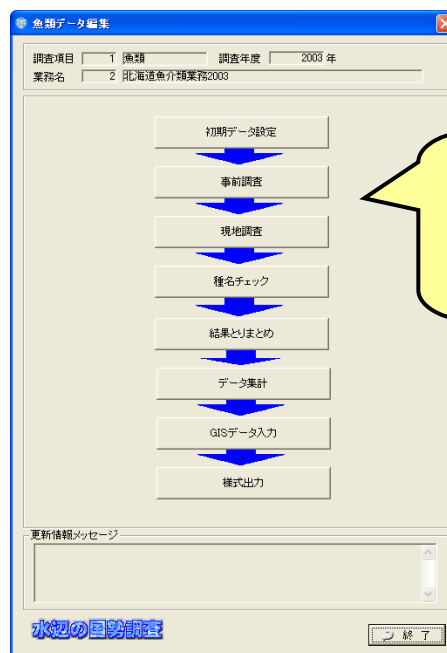 魚類データ編集
調査項目 1 魚類 調査年度 2003 年
業務名 2 北海道魚介類業務2003
初期データ設定
事前調査
現地調査
種名チェック
結果とりまとめ
データ集計
GISデータ入力
様式出力
更新情報メッセージ
水辺の国勢調査
終 了